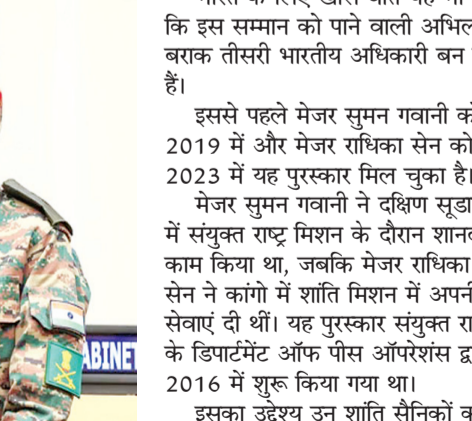 कि इस सम्मान को पाने वाली अभिल
बराक तीसरी भारतीय अधिकारी बन
हैं।
इससे पहले मेजर सुमन गवानी क
2019 में और मेजर राधिका सेन को
2023 में यह पुरस्कार मिल चुका है।
मेजर सुमन गवानी ने दक्षिण सूडा
में संयुक्त राष्ट्र मिशन के दौरान शानद
काम किया था, जबकि मेजर राधिका
सेन ने कांगो में शांति मिशन में अपनी
सेवाएं दी थीं। यह पुरस्कार संयुक्त रा
के डिपार्टमेंट ऑफ पीस ऑपरेशंस द्व
2016 में शुरू किया गया था।
इसका उद्देश्य उन शांति सैनिकों क
ABINET